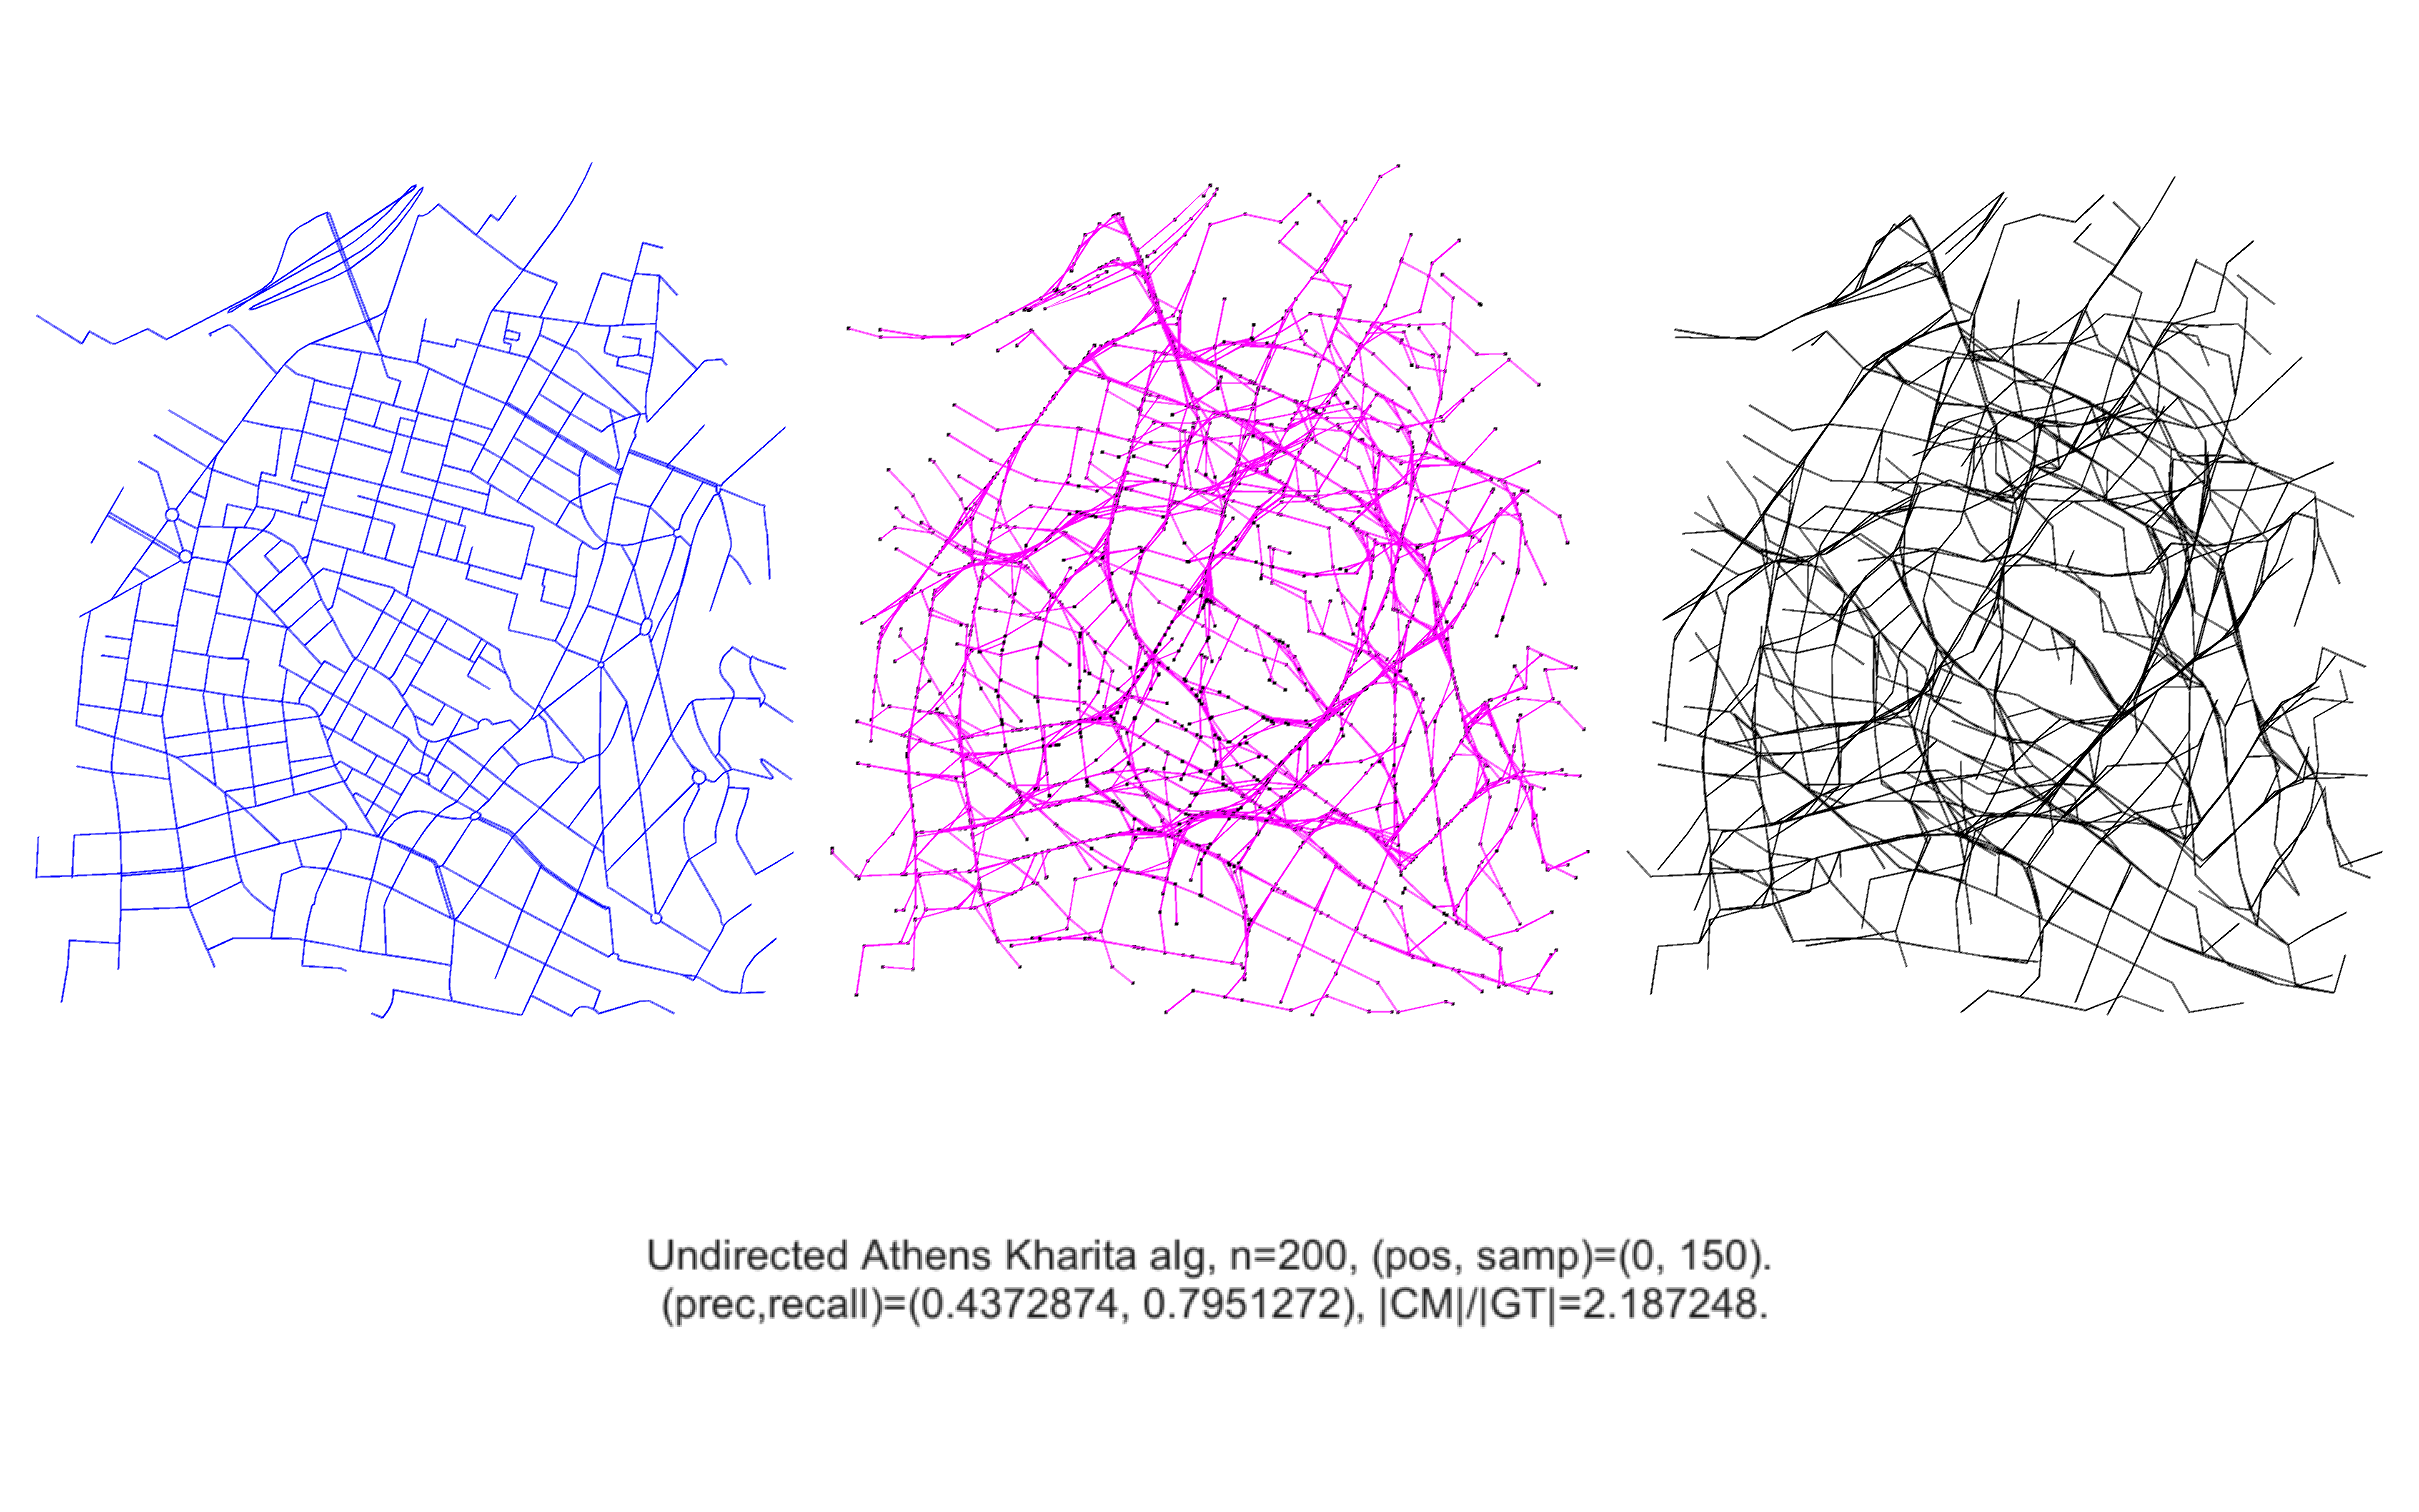 Undirected Athens Kharita alg, n=200, (pos, samp)=(0, 150).
(prec,recall)=(0.4372874, 0.7951272), |CM|/|GT|=2.187248.